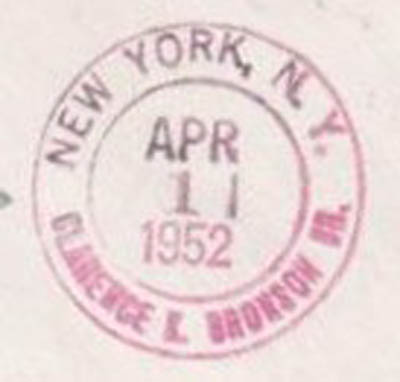 NEW YORK, N.Y.
APR
11
1952
CLARENCE K. BRONSON JR.